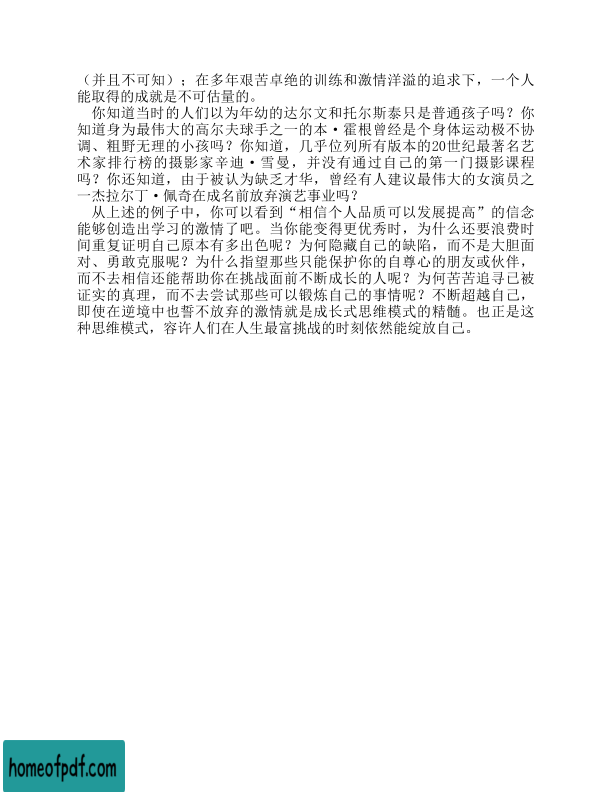 （并且不可知）；在多年艰苦卓绝的训练和激情洋溢的追求下，一个人
能取得的成就是不可估量的。
你知道当时的人们以为年幼的达尔文和托尔斯泰只是普通孩子吗？你
知道身为最伟大的高尔夫球手之一的本·霍根曾经是个身体运动极不协
调、粗野无理的小孩吗？你知道，几乎位列所有版本的20世纪最著名艺
术家排行榜的摄影家辛迪·雪曼，并没有通过自己的第一门摄影课程
吗？你还知道，由于被认为缺乏才华，曾经有人建议最伟大的女演员之
一杰拉尔丁·佩奇在成名前放弃演艺事业吗？
从上述的例子中，你可以看到“相信个人品质可以发展提高”的信念
能够创造出学习的激情了吧。当你能变得更优秀时，为什么还要浪费时
间重复证明自己原本有多出色呢？为何隐藏自己的缺陷，而不是大胆面
对、勇敢克服呢？为什么指望那些只能保护你的自尊心的朋友或伙伴，
而不去相信还能帮助你在挑战面前不断成长的人呢？为何苦苦追寻已被
证实的真理，而不去尝试那些可以锻炼自己的事情呢？不断超越自己，
即使在逆境中也誓不放弃的激情就是成长式思维模式的精髓。也正是这
种思维模式，容许人们在人生最富挑战的时刻依然能绽放自己。
homeofpdf.com